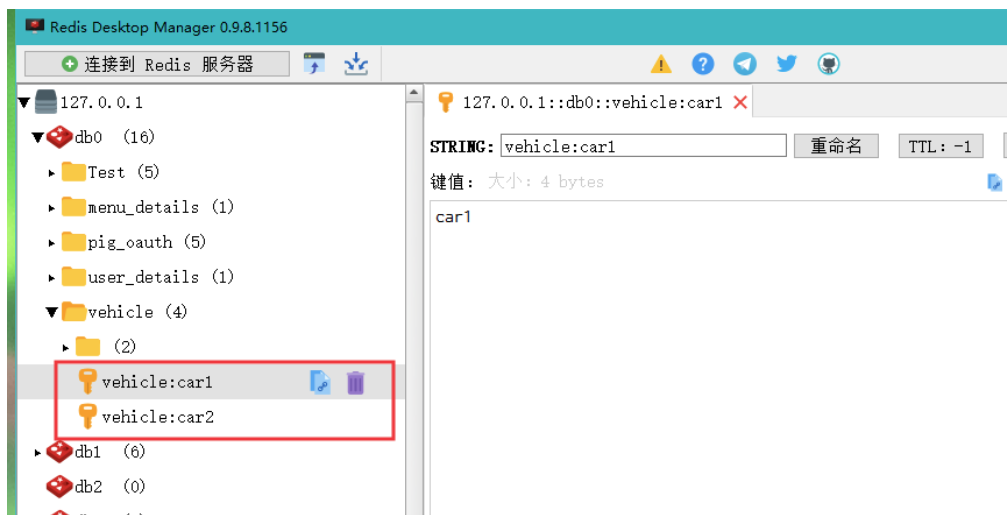 Redis Desktop Manager 0.9.8.1156
连接到 Redis 服务器
127.0.0.1
db0 (16)
Test (5)
menu_details (1)
pig_oauth (5)
user_details (1)
vehicle (4)
(2)
vehicle:car1
vehicle:car2
db1 (6)
db2 (0)
127.0.0.1::db0::vehicle:car1
STRING: vehicle:car1 重命名 TTL: -1
键值: 大小: 4 bytes
car1